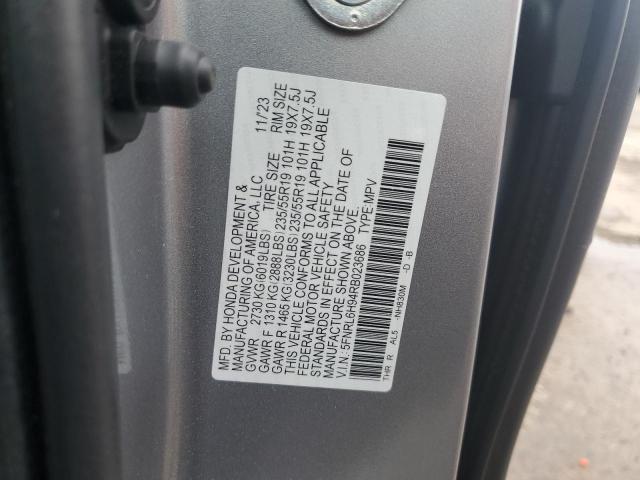 MFD. BY HONDA DEVELOPMENT &
MANUFACTURING OF AMERICA, LLC 11/'23
GVWR 2730 KG(6019LBS) TIRE SIZE RIM SIZE
GAWR F 1310 KG(2888LBS) 235/55R19 101H 19X7.5J
GAWR R 1465 KG(3230LBS) 235/55R19 101H 19X7.5J
THIS VEHICLE CONFORMS TO ALL APPLICABLE
FEDERAL MOTOR VEHICLE SAFETY
STANDARDS IN EFFECT ON THE DATE OF
MANUFACTURE SHOWN ABOVE.
V.I.N: 5FNRL6H94RB023686 TYPE:MPV
THR R AL5 -NH830M -D -B